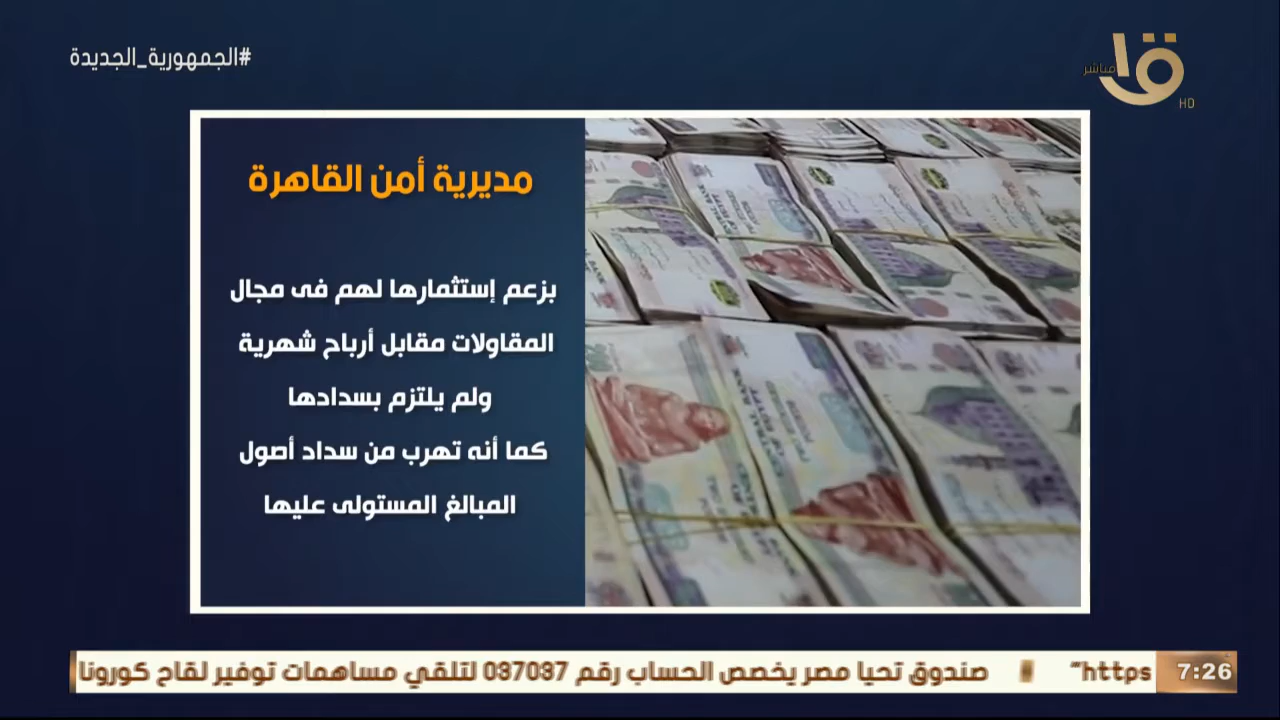 #الجمهورية_الجديدة
مباشر
HD
مديرية أمن القاهرة
بزعم إستثمارها لهم فى مجال
المقاولات مقابل أرباح شهرية
ولم يلتزم بسدادها
كما أنه تهرب من سداد أصول
المبالغ المستولى عليها
7:26
https"
صندوق تحيا مصر يخصص الحساب رقم 037037 لتلقي مساهمات توفير لقاح كورونا